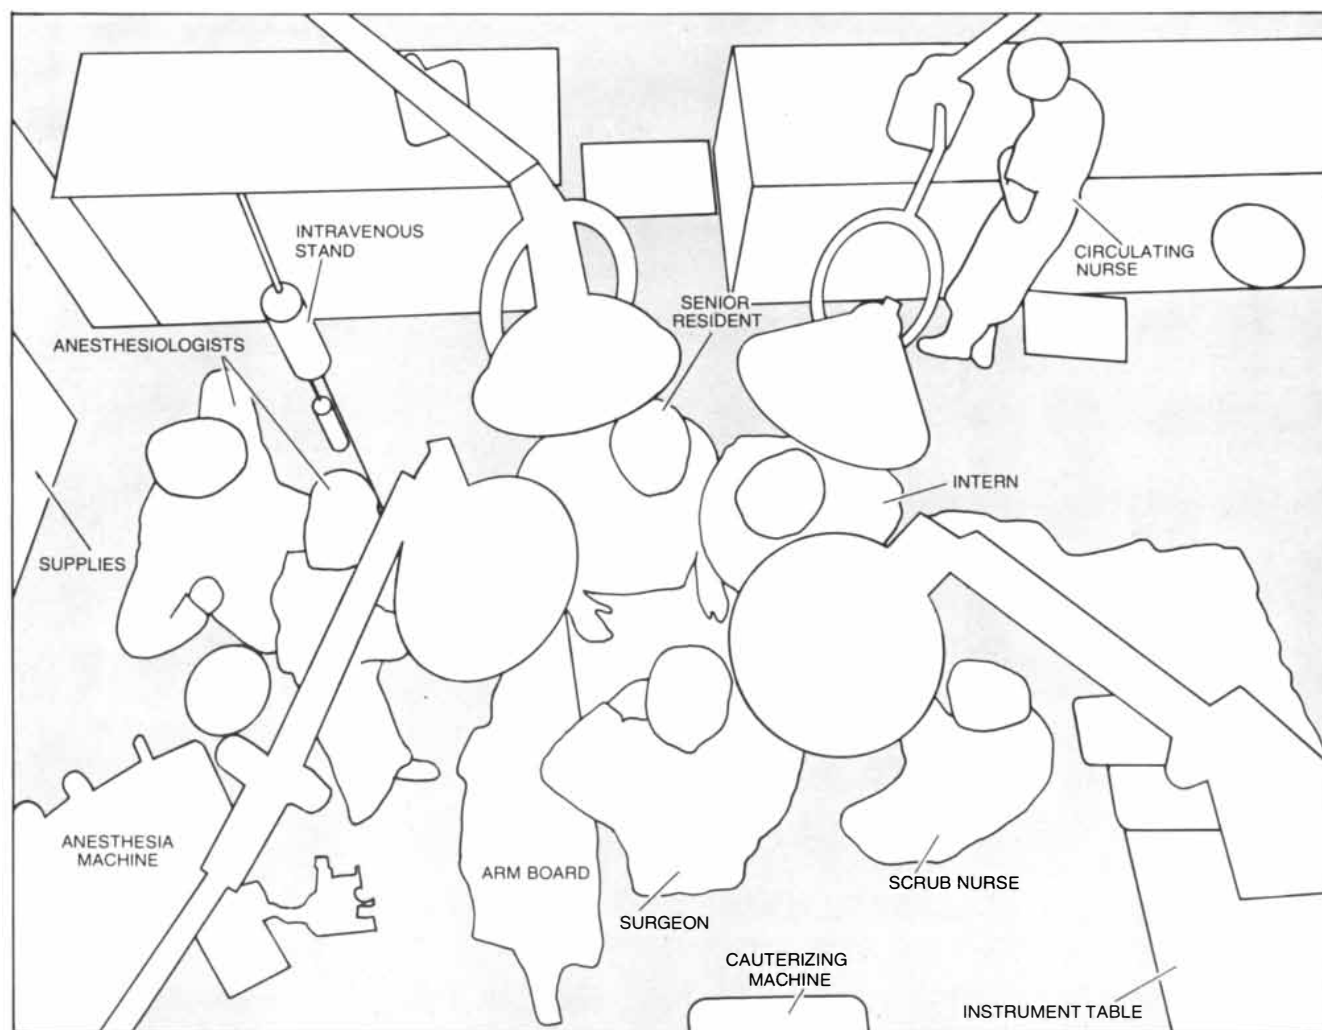 INTRAVENOUS
STAND
CIRCULATING
NURSE
SENIOR
RESIDENT
ANESTHESIOLOGISTS
INTERN
SUPPLIES
ANESTHESIA
MACHINE
ARM BOARD
SCRUB NURSE
SURGEON
CAUTERIZING
MACHINE
INSTRUMENT TABLE